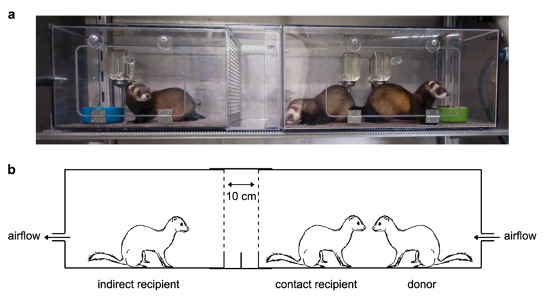 a
b
10 cm
airflow
airflow
indirect recipient
contact recipient
donor